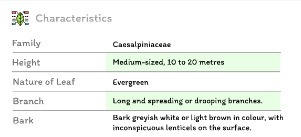 Characteristics
Family Caesalpiniaceae
Height Medium-sized, 10 to 20 metres
Nature of Leaf Evergreen
Branch Long and spreading or drooping branches.
Bark Bark greyish white or light brown in colour, with
inconspicuous lenticels on the surface.